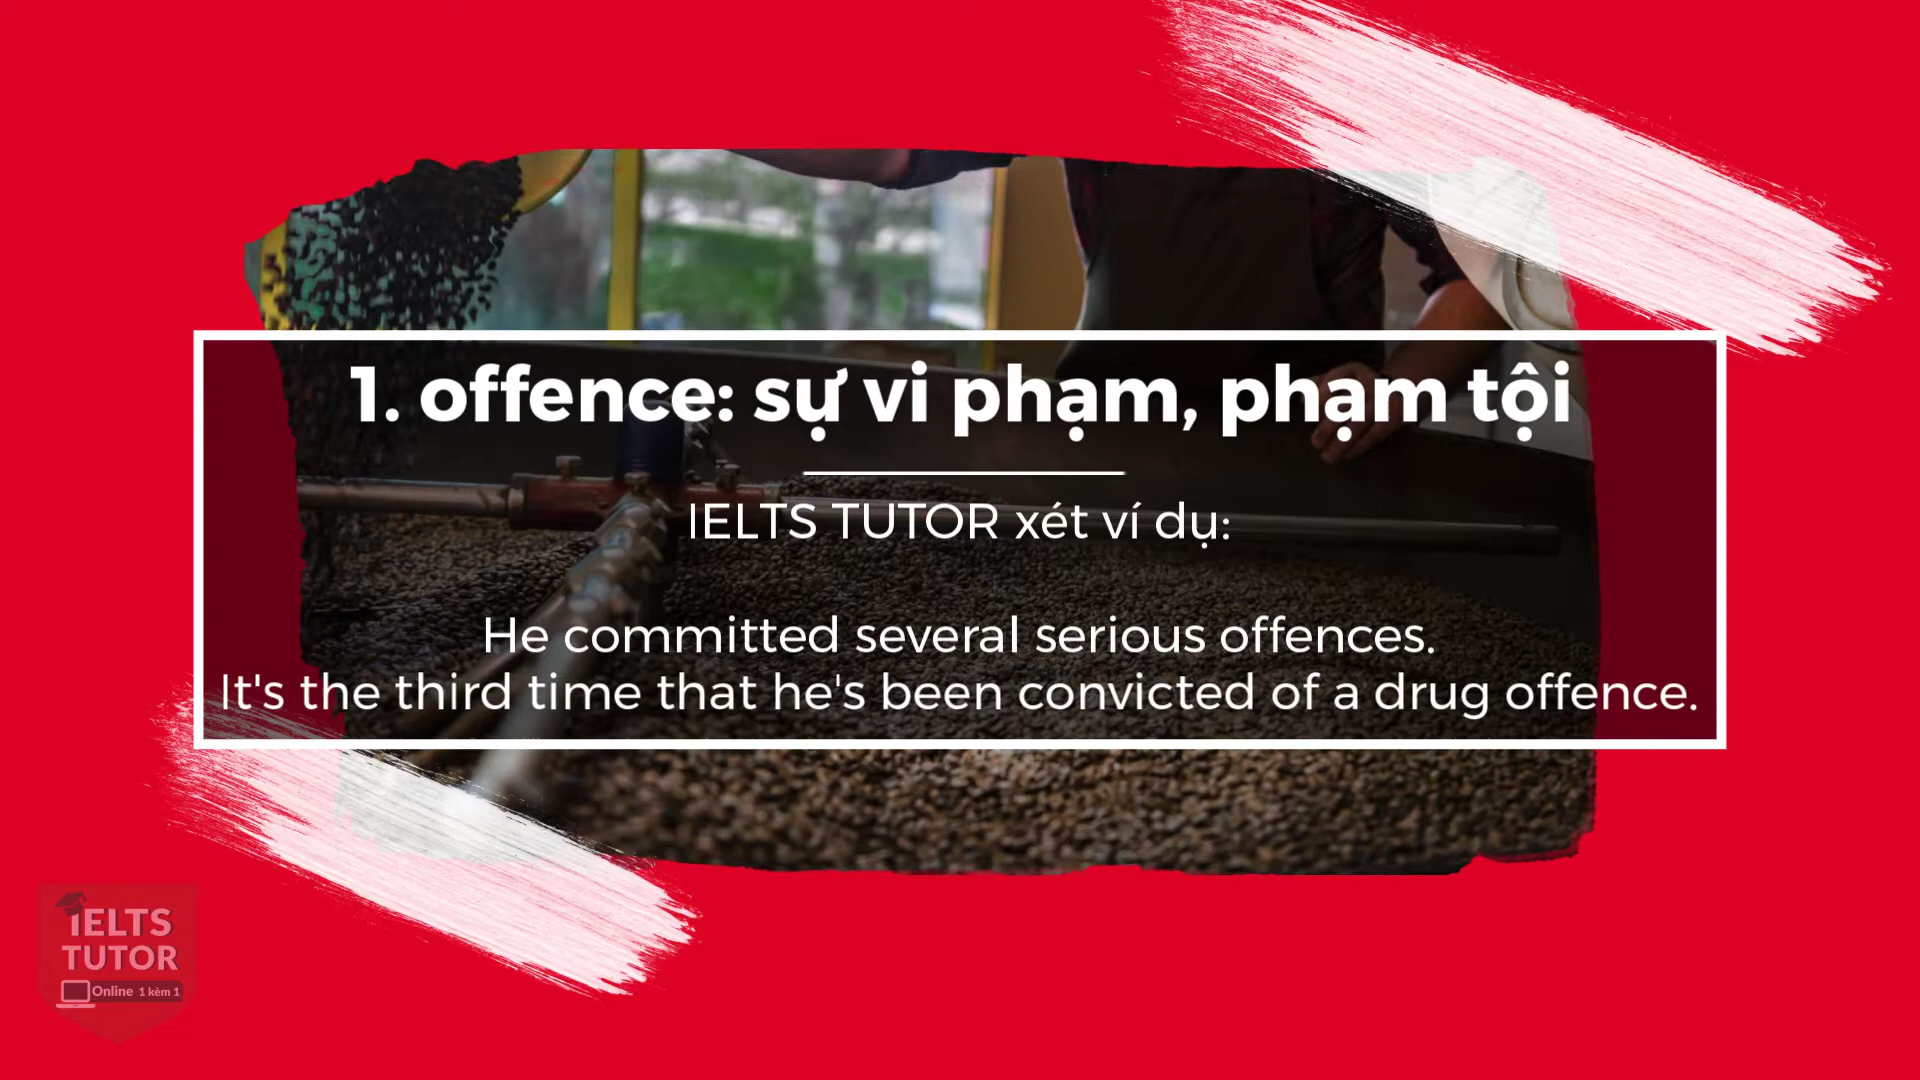 1. offence: sự vi phạm, phạm tội
IELTS TUTOR xét ví dụ:
He committed several serious offences.
It's the third time that he's been convicted of a drug offence.
IELTS
TUTOR
Online 1 kèm 1